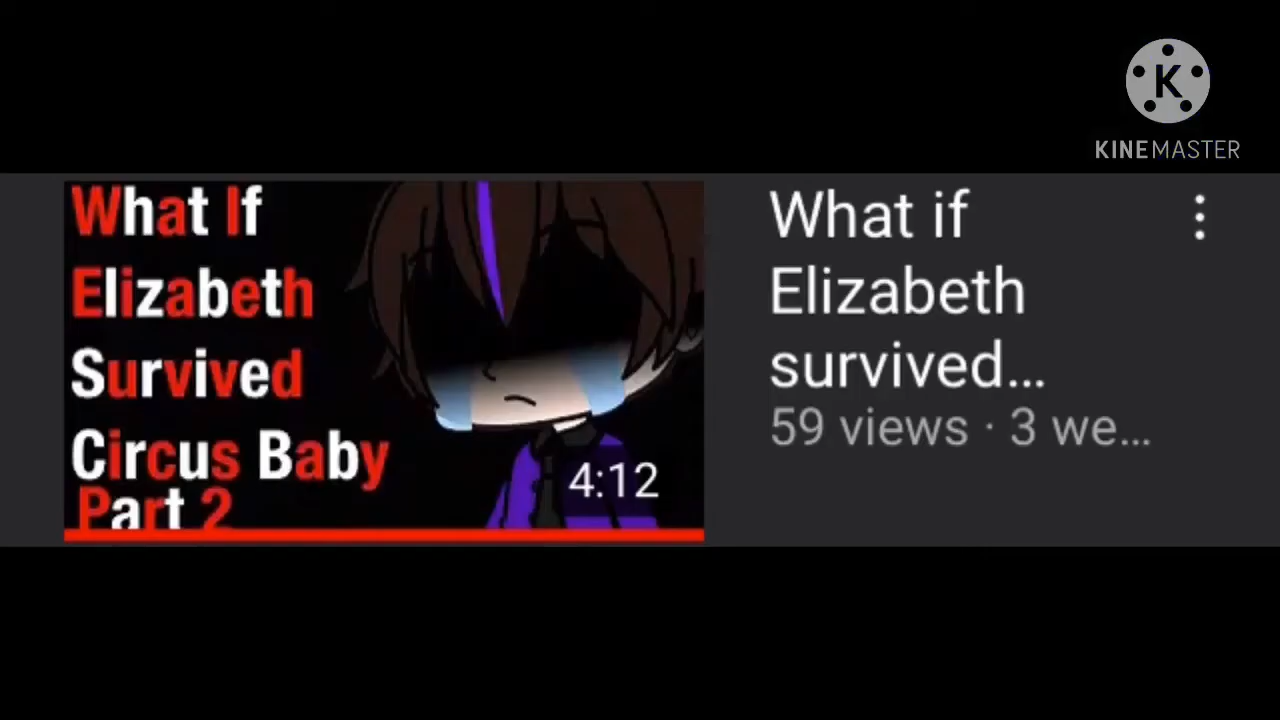 K
KINEMASTER
What If
Elizabeth
Survived
Circus Baby
Part 2
4:12
What if
Elizabeth
survived...
59 views · 3 we...